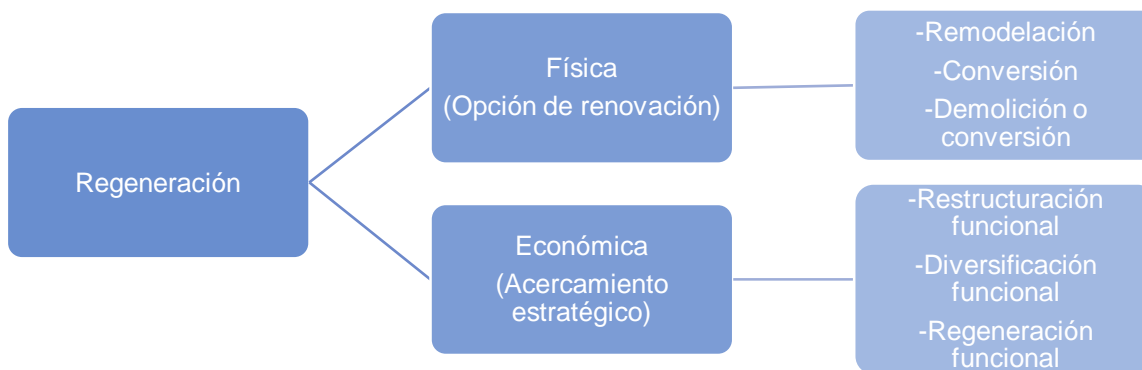 Regeneración
Física
(Opción de renovación)
-Remodelación
-Conversión
-Demolición o
conversión
Económica
(Acercamiento
estratégico)
-Restructuración
funcional
-Diversificación
funcional
-Regeneración
funcional